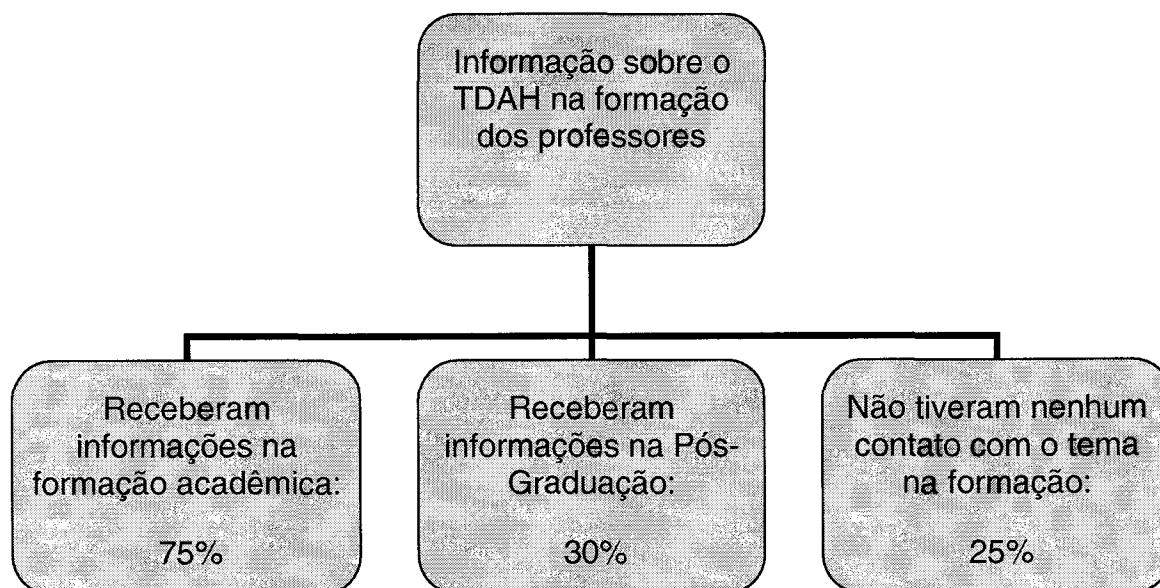 Informação sobre o
TDAH na formação
dos professores
Receberam
informações na
formação acadêmica:
75%
Receberam
informações na Pós-
Graduação:
30%
Não tiveram nenhum
contato com o tema
na formação:
25%